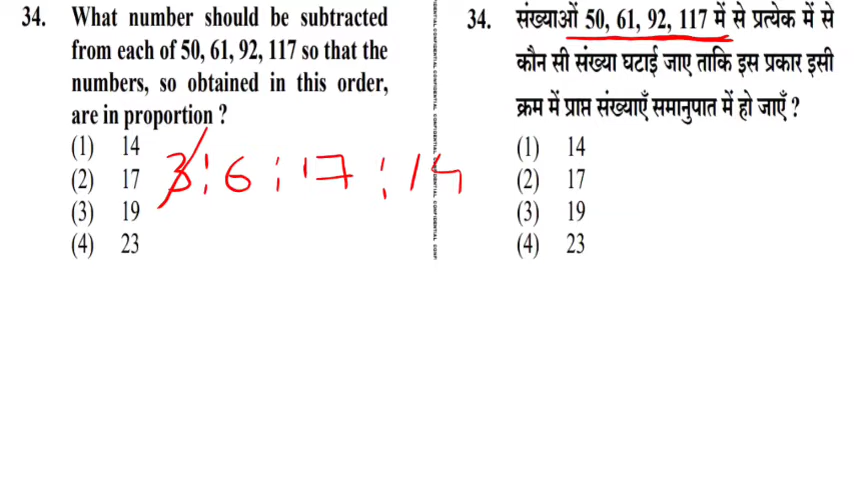 34. What number should be subtracted
from each of 50, 61, 92, 117 so that the
numbers, so obtained in this order,
are in proportion ?
(1) 14
(2) 17
(3) 19
(4) 23
3 : 6 : 17 : 14
34. संख्याओं 50, 61, 92, 117 में से प्रत्येक में से
कौन सी संख्या घटाई जाए ताकि इस प्रकार इसी
क्रम में प्राप्त संख्याएँ समानुपात में हो जाएँ ?
(1) 14
(2) 17
(3) 19
(4) 23